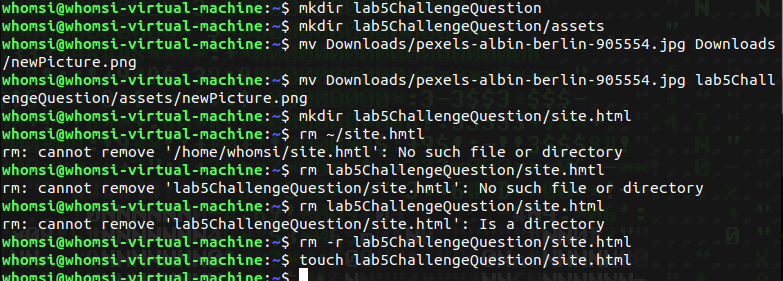 whomsi@whomsi-virtual-machine:~$ mkdir lab5ChallengeQuestion
whomsi@whomsi-virtual-machine:~$ mkdir lab5ChallengeQuestion/assets
whomsi@whomsi-virtual-machine:~$ mv Downloads/pexels-albin-berlin-905554.jpg Downloads
/newPicture.png
whomsi@whomsi-virtual-machine:~$ mv Downloads/pexels-albin-berlin-905554.jpg lab5Chall
engeQuestion/assets/newPicture.png
whomsi@whomsi-virtual-machine:~$ mkdir lab5ChallengeQuestion/site.html
whomsi@whomsi-virtual-machine:~$ rm ~/site.hmtl
rm: cannot remove '/home/whomsi/site.hmtl': No such file or directory
whomsi@whomsi-virtual-machine:~$ rm lab5ChallengeQuestion/site.hmtl
rm: cannot remove 'lab5ChallengeQuestion/site.hmtl': No such file or directory
whomsi@whomsi-virtual-machine:~$ rm lab5ChallengeQuestion/site.html
rm: cannot remove 'lab5ChallengeQuestion/site.html': Is a directory
whomsi@whomsi-virtual-machine:~$ rm -r lab5ChallengeQuestion/site.html
whomsi@whomsi-virtual-machine:~$ touch lab5ChallengeQuestion/site.html
whomsi@whomsi-virtual-machine:~$